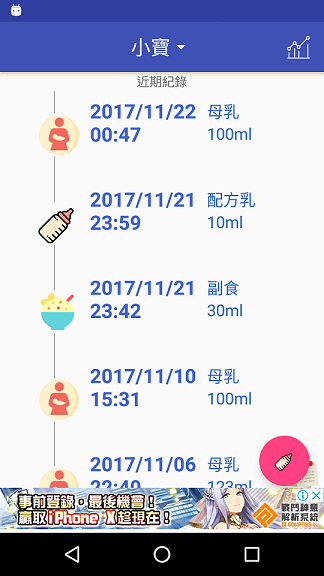 小寶
近期紀錄
2017/11/22 母乳
00:47 100ml
2017/11/21 配方乳
23:59 10ml
2017/11/21 副食
23:42 30ml
2017/11/10 母乳
15:31 100ml
2017/11/06 母乳
22:40 123ml
事前登錄，最後機會！
贏取iPhone X趁現在！
戰鬥神意
解析系統
COMPASS